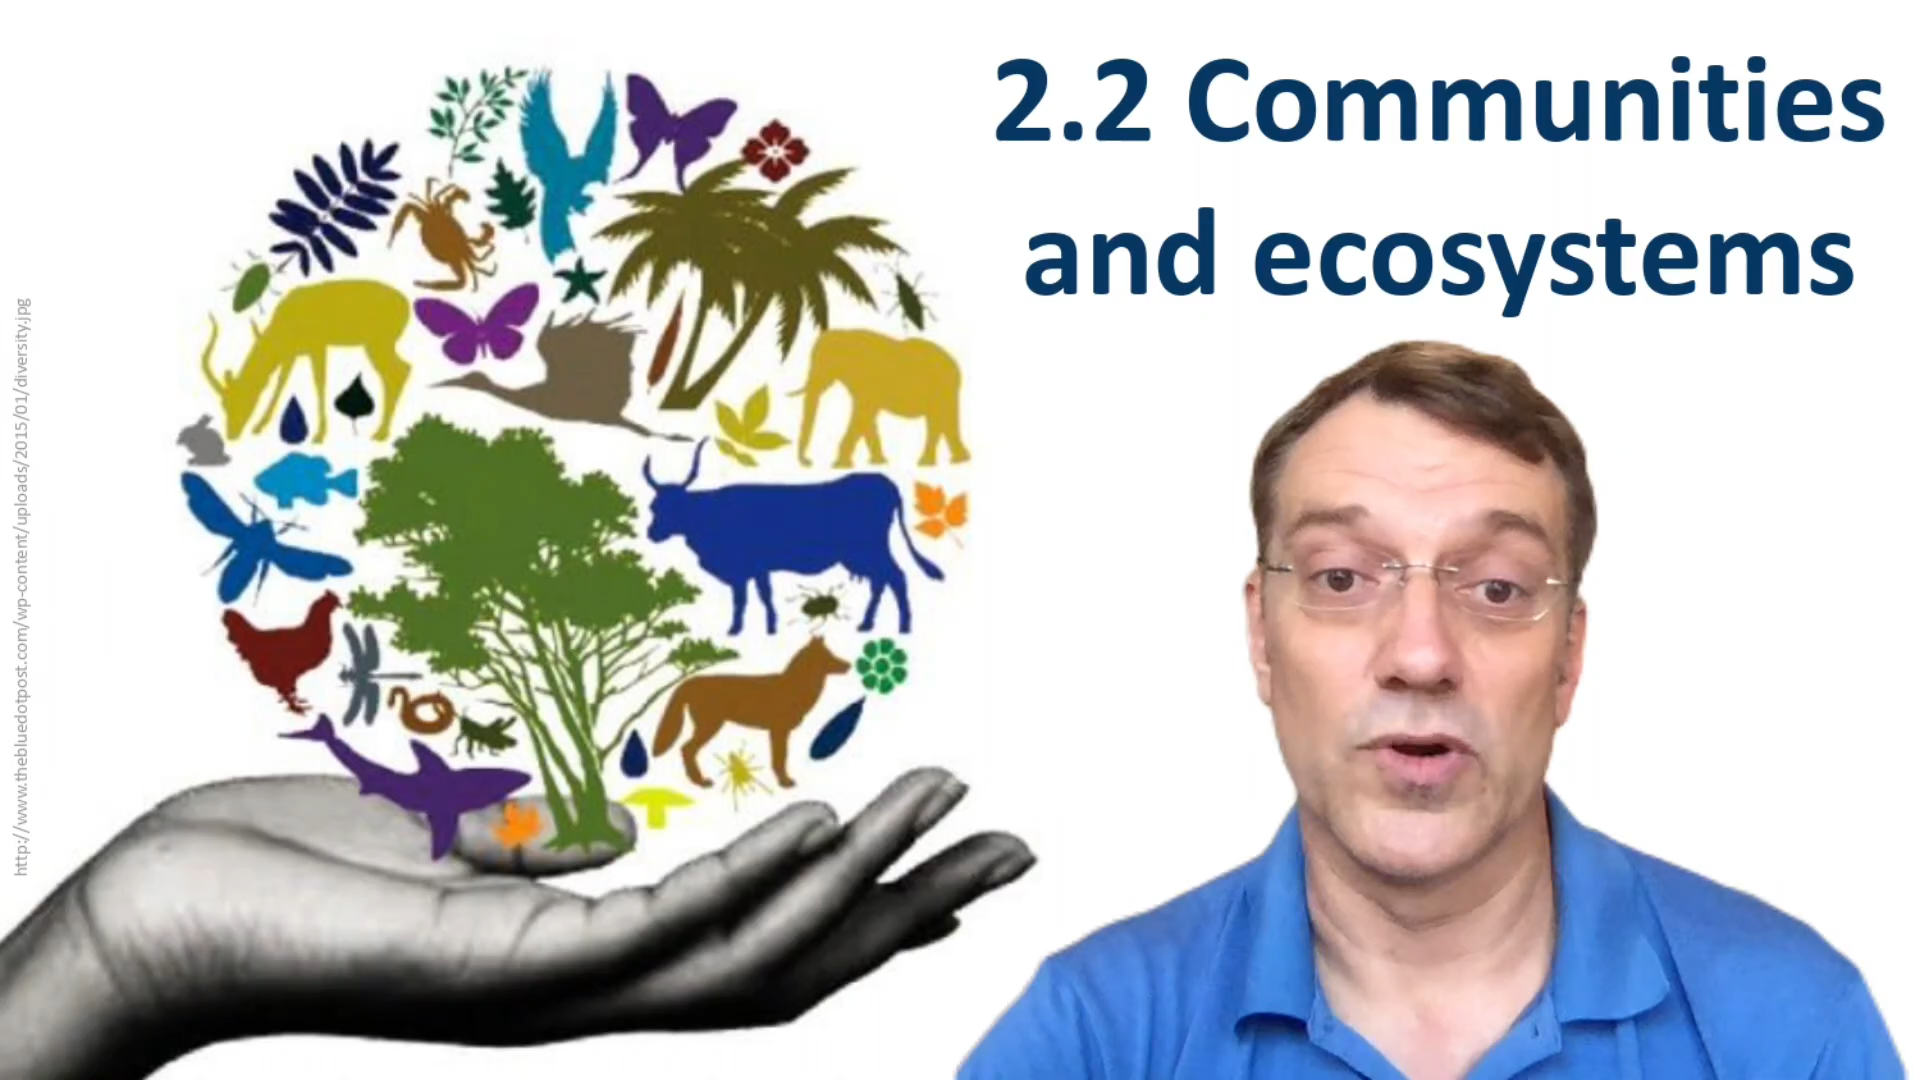 2.2 Communities
and ecosystems
http://www.thebluedotpost.com/wp-content/uploads/2015/01/diversity.jpg